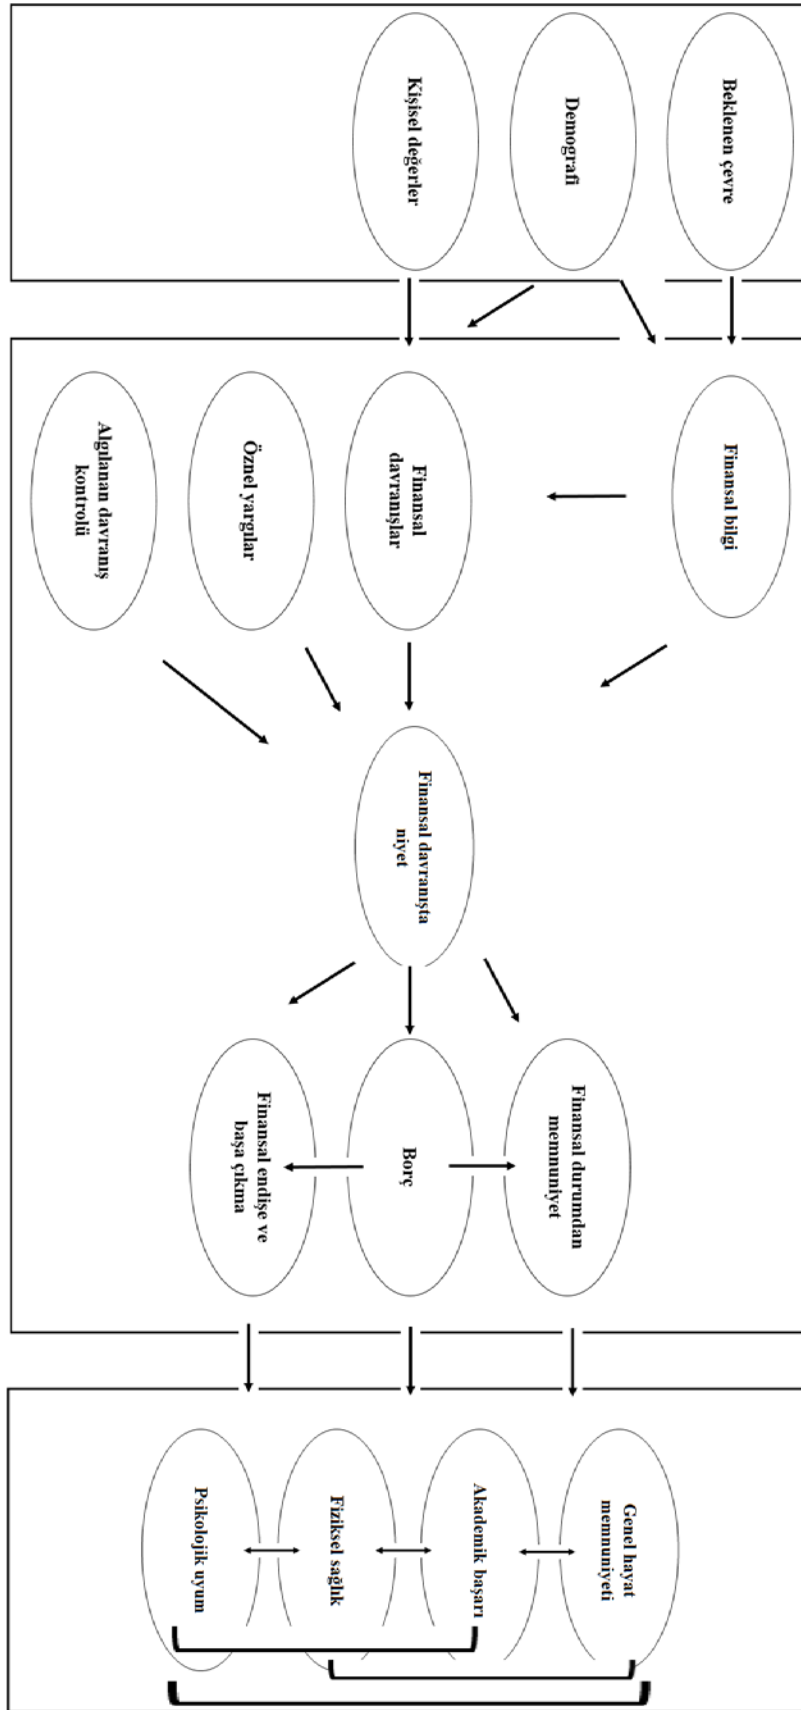 Beklenen çevre
Demografi
Kişisel değerler
Finansal bilgi
Finansal
davranışlar
Öznel yargılar
Algılanan davranış
kontrolü
Finansal davranışta
niyet
Finansal durumdan
memnuniyet
Borç
Finansal endişe ve
başa çıkma
Genel hayat
memnuniyeti
Akademik başarı
Fiziksel sağlık
Psikolojik uyum